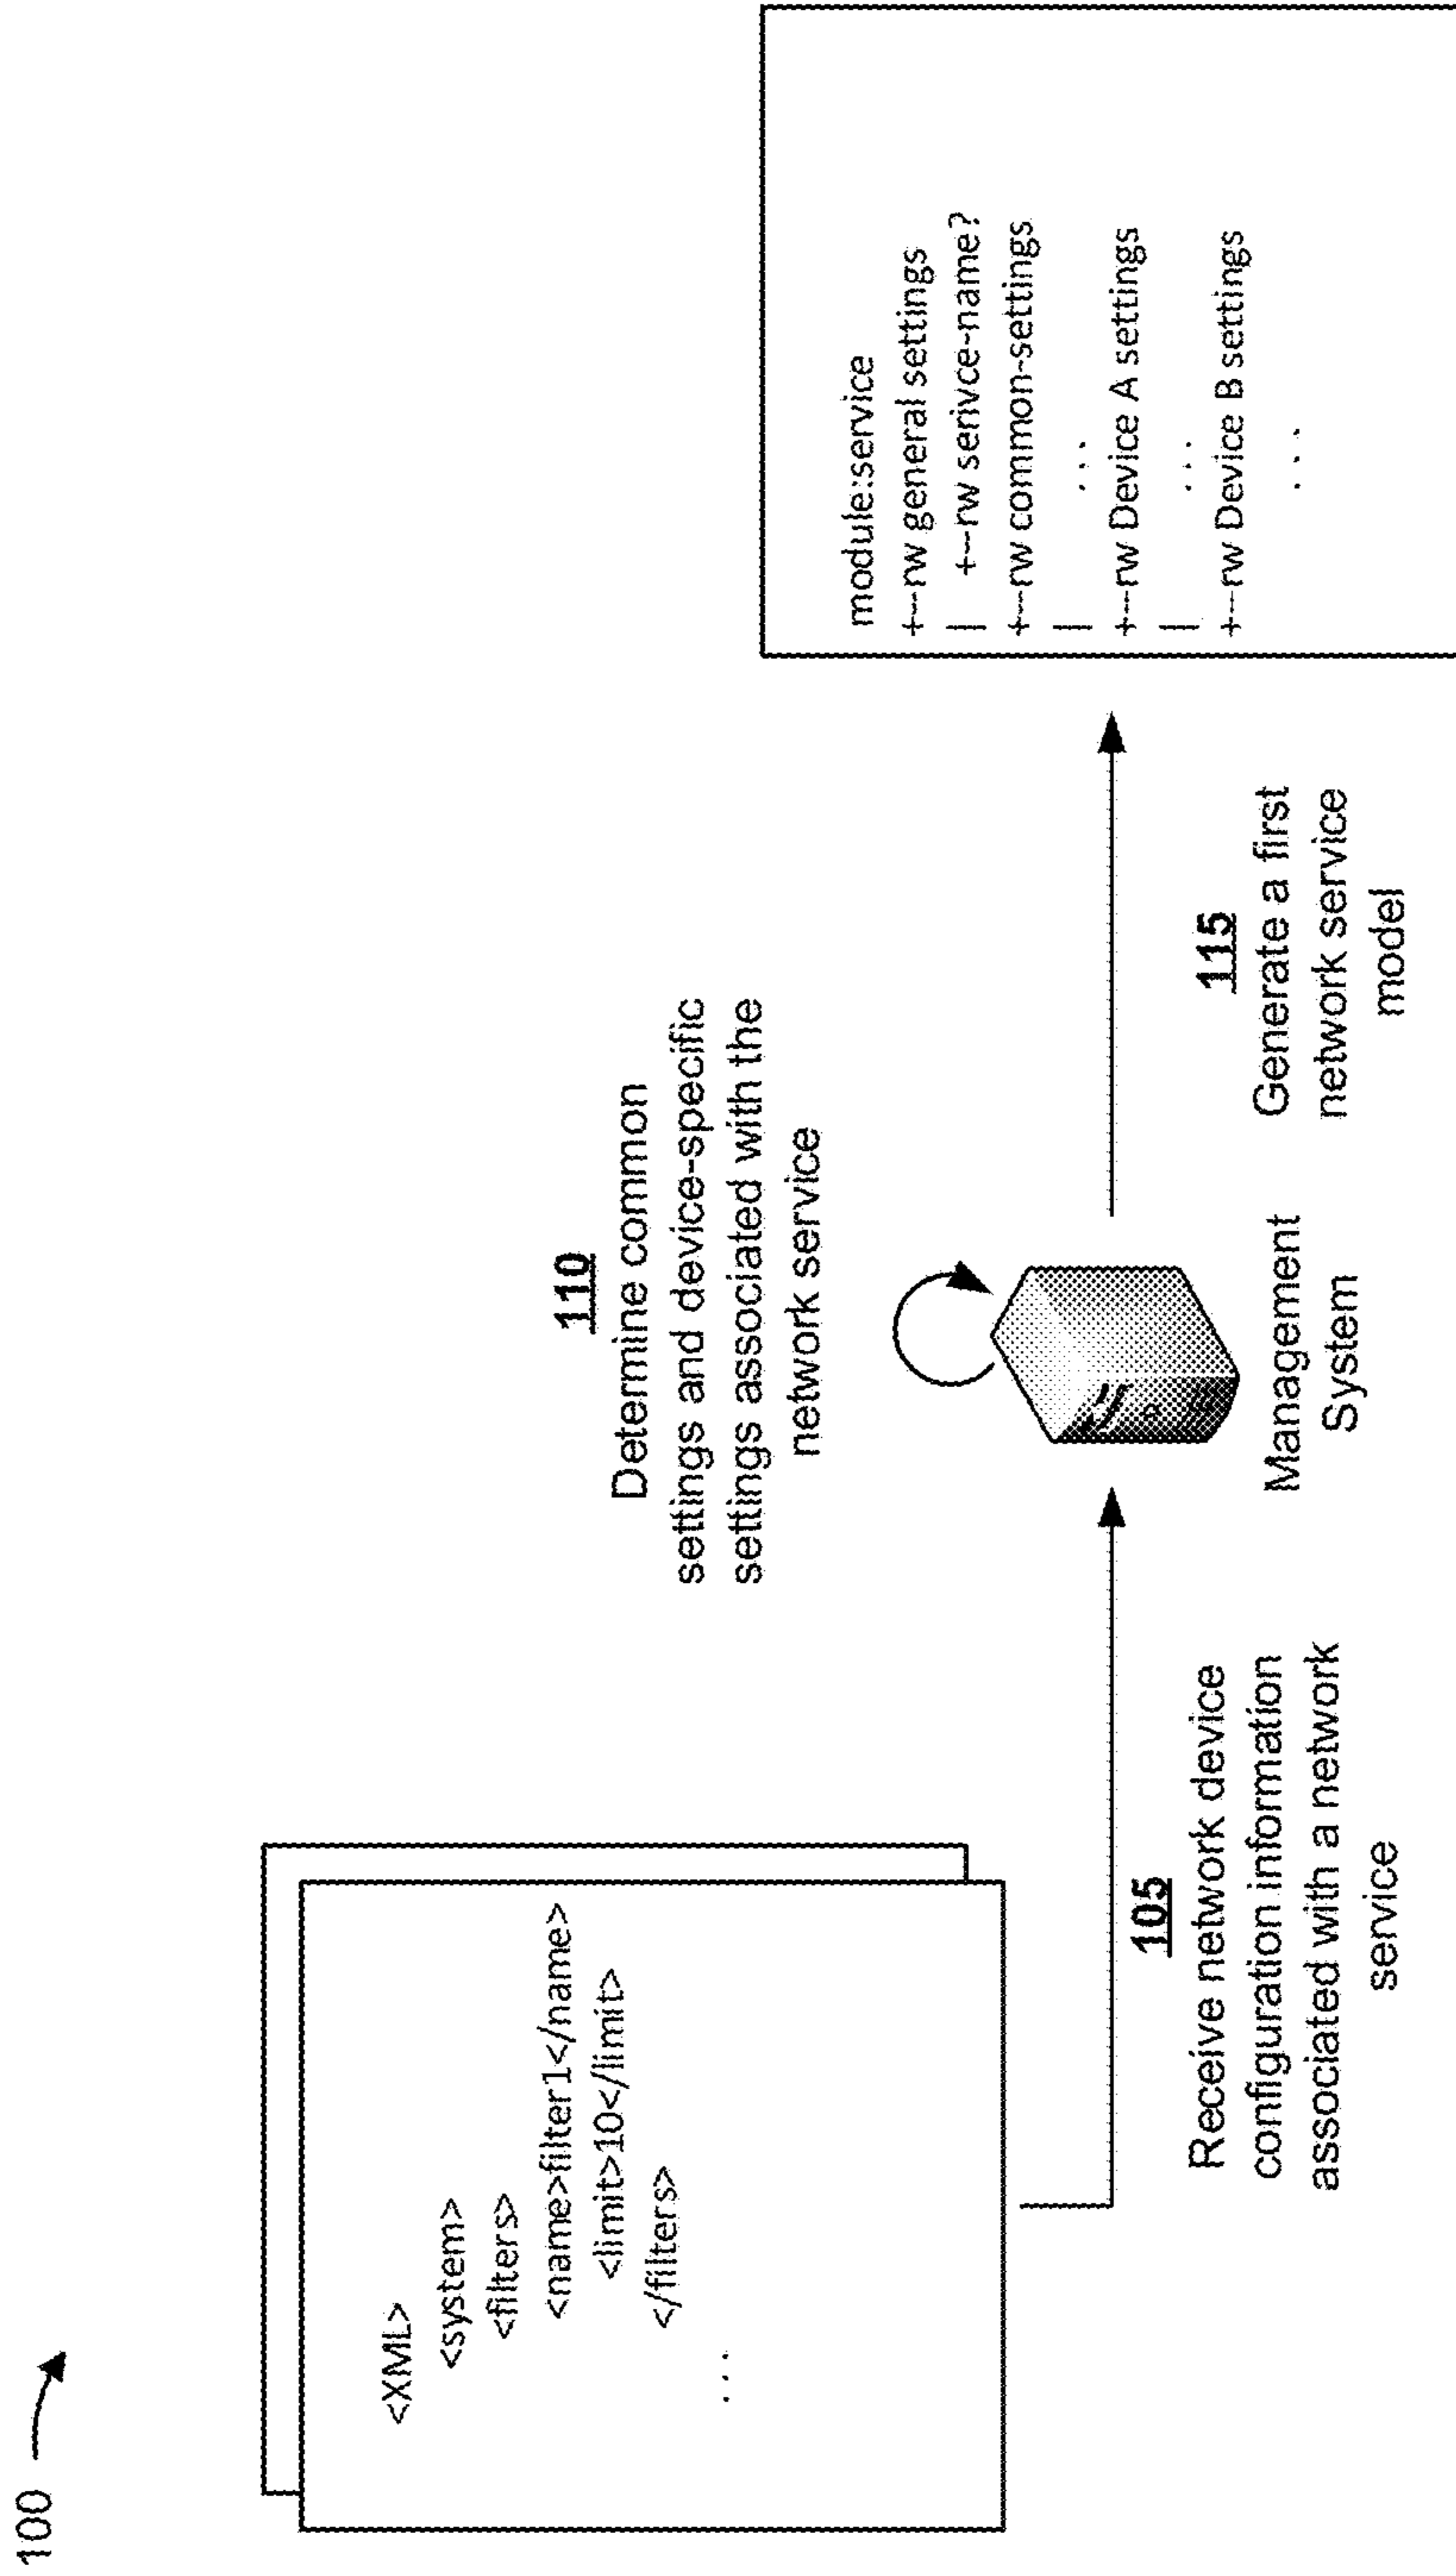 100
<XML>
<system>
<filters>
<name>filter1</name>
<limit>10</limit>
</filters>
...
105
Receive network device
configuration information
associated with a network
service
110
Determine common
settings and device-specific
settings associated with the
network service
Management
System
115
Generate a first
network service
model
module:service
+--rw general settings
| +--rw serivce-name?
+--rw common-settings
| ...
+--rw Device A settings
| ...
+--rw Device B settings
...